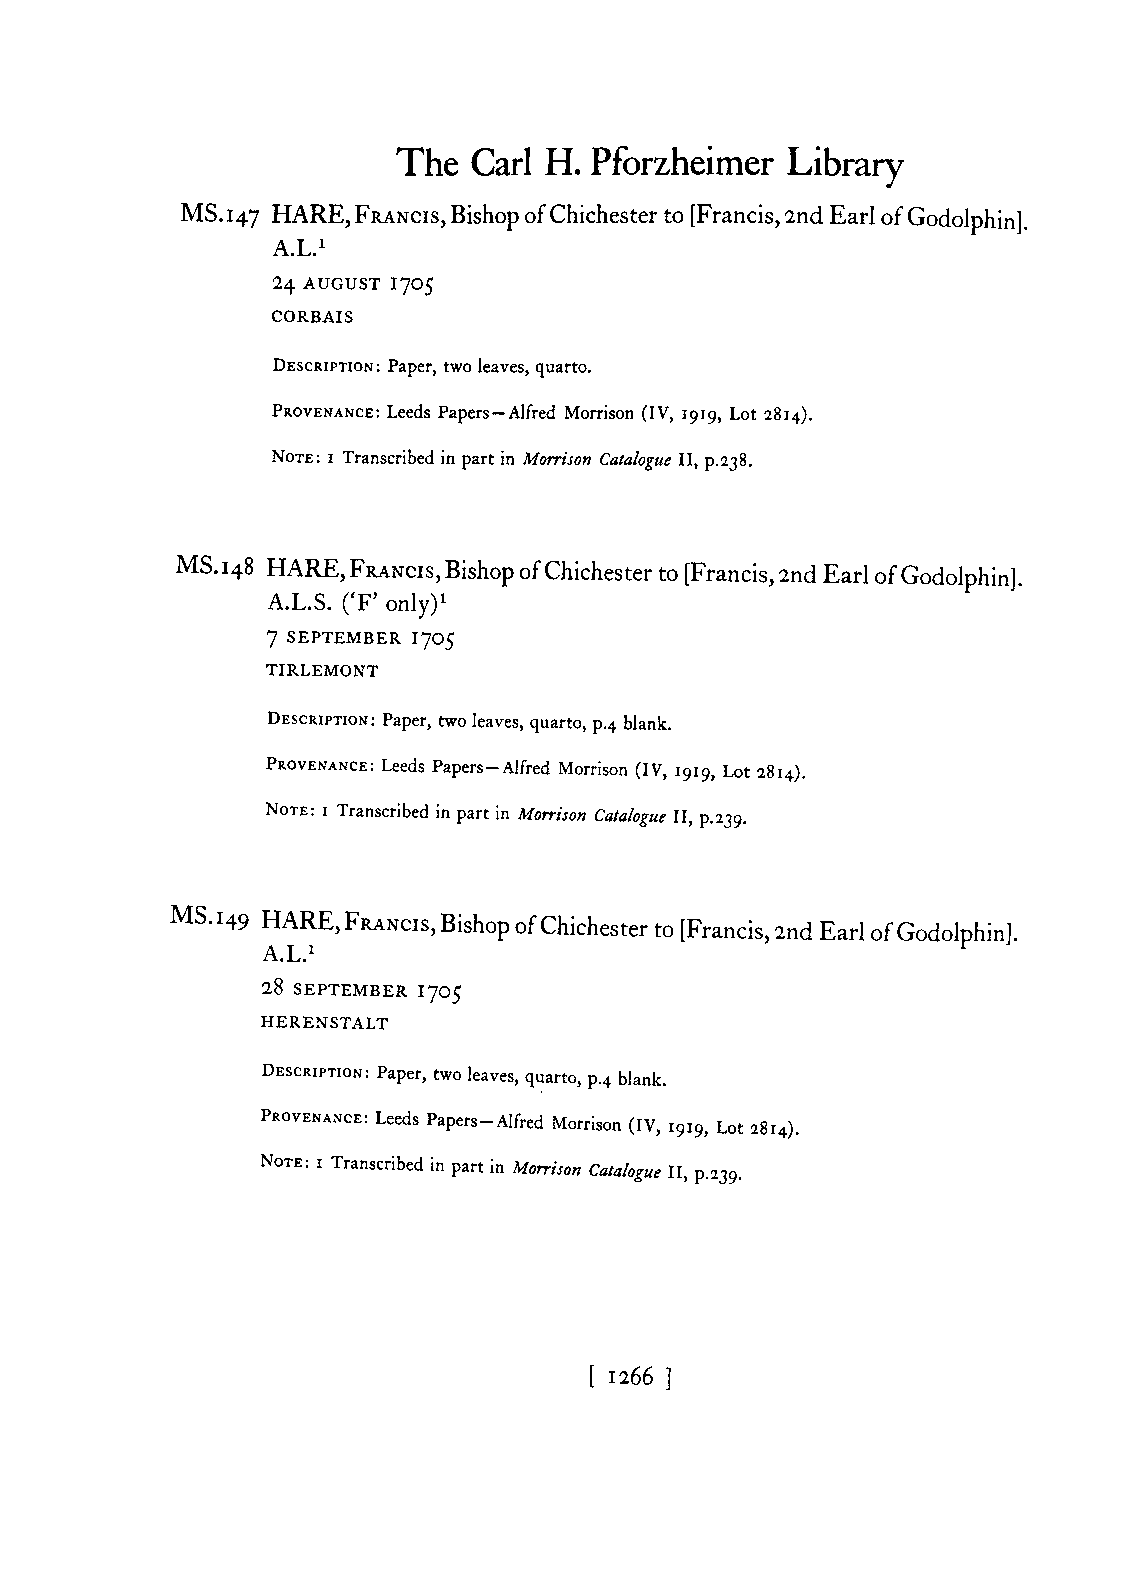 The Carl H. Pforzheimer Library
MS.147 HARE, FRANCIS, Bishop of Chichester to [Francis, 2nd Earl of Godolphin].
A.L.¹
24 AUGUST 1705
CORBAIS
DESCRIPTION: Paper, two leaves, quarto.
PROVENANCE: Leeds Papers—Alfred Morrison (IV, 1919, Lot 2814).
NOTE: 1 Transcribed in part in Morrison Catalogue II, p.238.
MS.148 HARE, FRANCIS, Bishop of Chichester to [Francis, 2nd Earl of Godolphin].
A.L.S. (‘F’ only)¹
7 SEPTEMBER 1705
TIRLEMONT
DESCRIPTION: Paper, two leaves, quarto, p.4 blank.
PROVENANCE: Leeds Papers—Alfred Morrison (IV, 1919, Lot 2814).
NOTE: 1 Transcribed in part in Morrison Catalogue II, p.239.
MS.149 HARE, FRANCIS, Bishop of Chichester to [Francis, 2nd Earl of Godolphin].
A.L.¹
28 SEPTEMBER 1705
HERENSTALT
DESCRIPTION: Paper, two leaves, quarto, p.4 blank.
PROVENANCE: Leeds Papers—Alfred Morrison (IV, 1919, Lot 2814).
NOTE: 1 Transcribed in part in Morrison Catalogue II, p.239.
[ 1266 ]